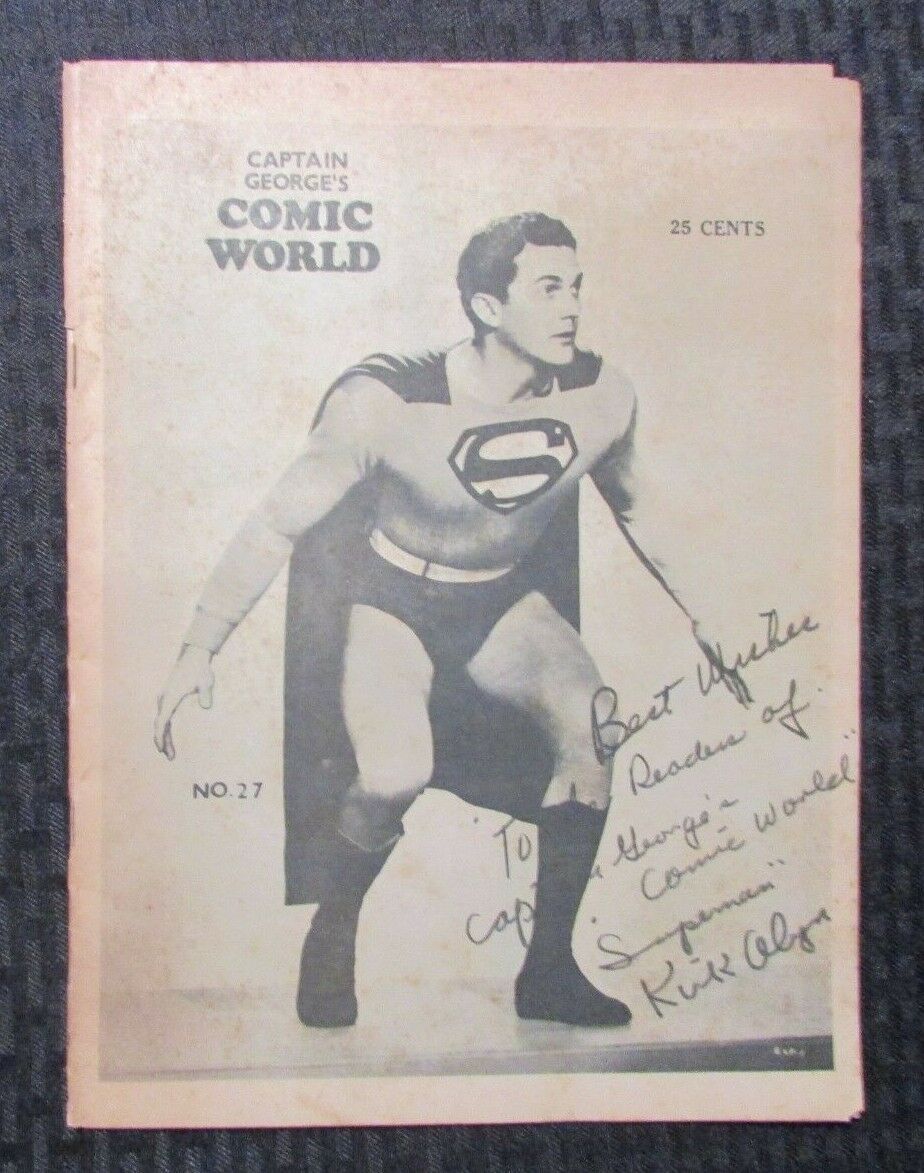 CAPTAIN
GEORGE'S
COMIC
WORLD
25 CENTS
S
NO. 27
Best Wishes
To Readers of
Capt George's
"Comic World"
"Superman"
Kirk Alyn